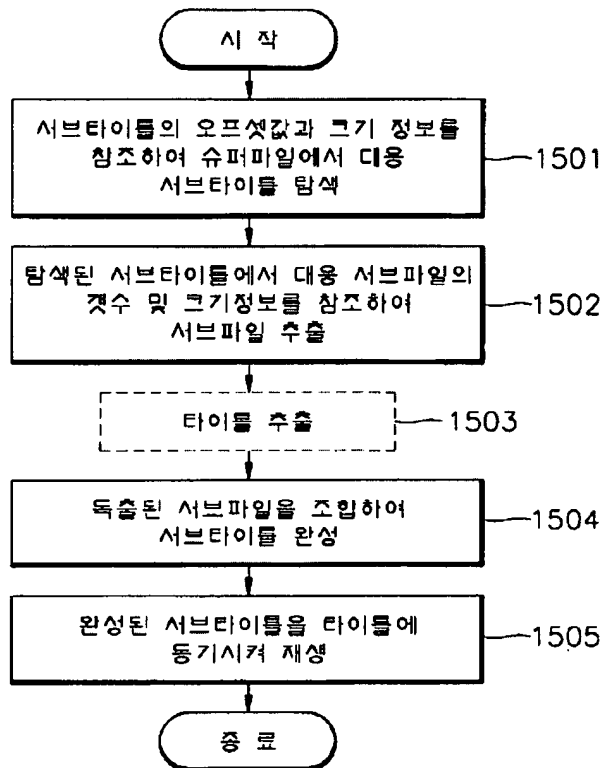 시 작
서브타이틀의 오프셋값과 크기 정보를
참조하여 슈퍼파일에서 대응
서브타이틀 탐색
1501
탐색된 서브타이틀에서 대응 서브파일의
갯수 및 크기정보를 참조하여
서브파일 추출
1502
타이틀 추출
1503
독출된 서브파일을 조합하여
서브타이틀 완성
1504
완성된 서브타이틀을 타이틀에
동기시켜 재생
1505
종 료